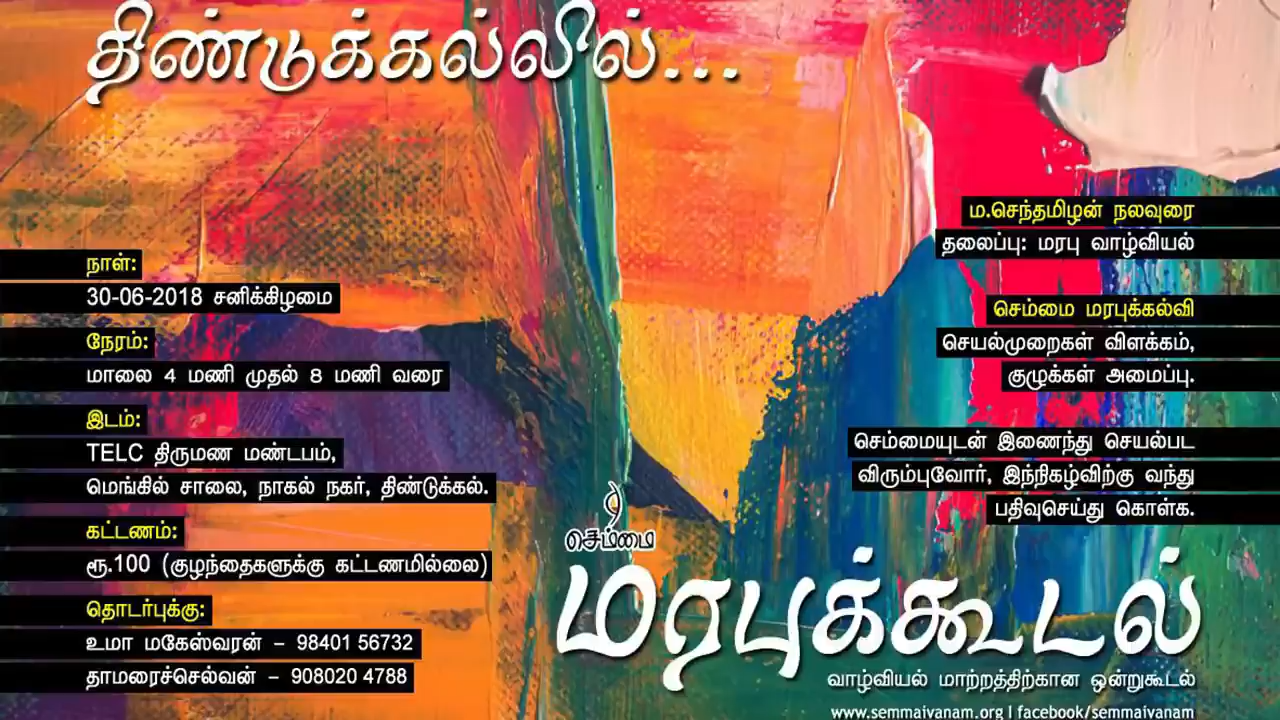 திண்டுக்கல்லில்...
நாள்:
30-06-2018 சனிக்கிழமை
நேரம்:
மாலை 4 மணி முதல் 8 மணி வரை
இடம்:
TELC திருமண மண்டபம்,
மெங்கில் சாலை, நாகல் நகர், திண்டுக்கல்.
கட்டணம்:
ரூ.100 (குழந்தைகளுக்கு கட்டணமில்லை)
தொடர்புக்கு:
உமா மகேஸ்வரன் – 98401 56732
தாமரைச்செல்வன் – 908020 4788
ம.செந்தமிழன் நலவுரை
தலைப்பு: மரபு வாழ்வியல்
செம்மை மரபுக்கல்வி
செயல்முறைகள் விளக்கம்,
குழுக்கள் அமைப்பு.
செம்மையுடன் இணைந்து செயல்பட
விரும்புவோர், இந்நிகழ்விற்கு வந்து
பதிவுசெய்து கொள்க.
செம்மை
மரபுக்கூடல்
வாழ்வியல் மாற்றத்திற்கான ஒன்றுகூடல்
www.semmaivanam.org | facebook/semmaivanam